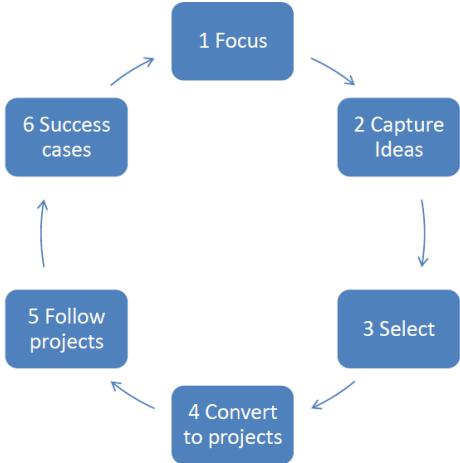 1 Focus
2 Capture
Ideas
3 Select
4 Convert
to projects
5 Follow
projects
6 Success
cases